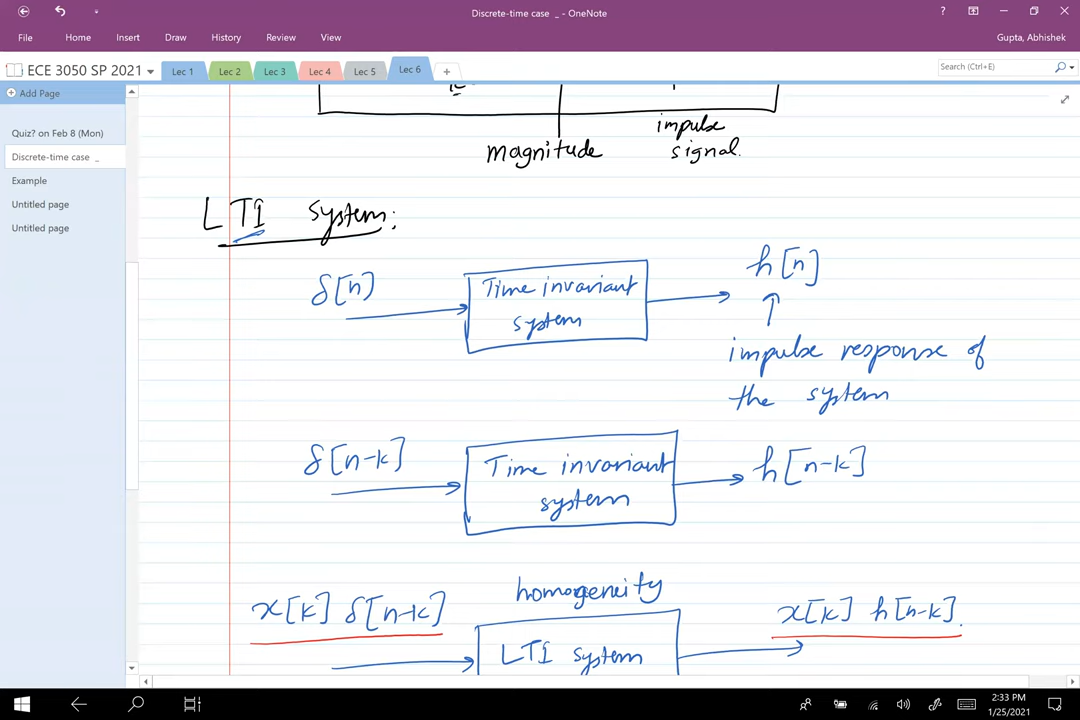 Discrete-time case _ - OneNote
?
File Home Insert Draw History Review View
Gupta, Abhishek
ECE 3050 SP 2021
Lec 1 Lec 2 Lec 3 Lec 4 Lec 5 Lec 6 +
Search (Ctrl+E)
Add Page
Quiz? on Feb 8 (Mon)
Discrete-time case _
Example
Untitled page
Untitled page
magnitude
impulse
signal.
LTI system:
δ[n]
Time invariant
system
h[n]
↑
impulse response of
the system
δ[n-k]
Time invariant
system
h[n-k]
homogeneity
x[k] δ[n-k]
LTI system
x[k] h[n-k].
2:33 PM
1/25/2021